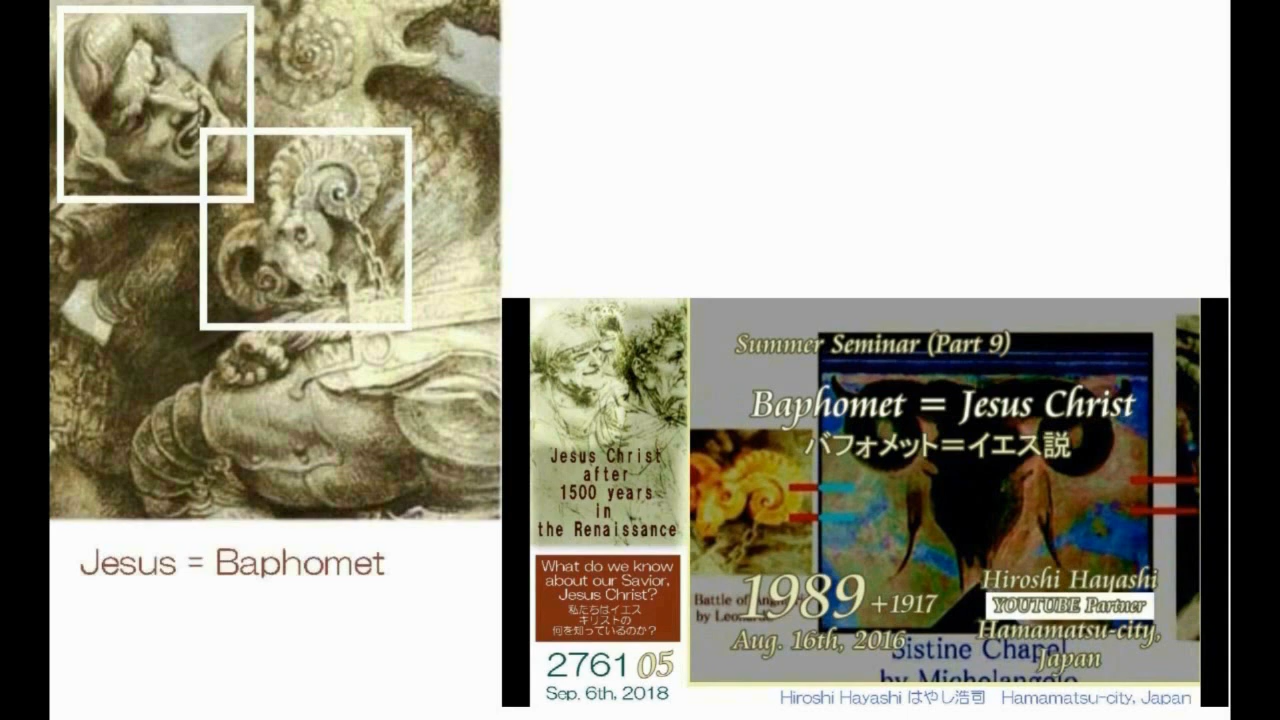 Jesus = Baphomet
Jesus Christ
after
1500 years
in
the Renaissance
What do we know
about our Savior,
Jesus Christ?
私たちはイエス
キリストの
何を知っているのか？
2761 05
Sep. 6th, 2018
Summer Seminar (Part 9)
Baphomet = Jesus Christ
バフォメット＝イエス説
Battle of
by Leonardo
1989 +1917
Aug. 16th, 2016
Hiroshi Hayashi
YOUTUBE Partner
Hamamatsu-city,
Japan
Sistine Chapel
by Michelangelo
Hiroshi Hayashi はやし浩司 Hamamatsu-city, Japan